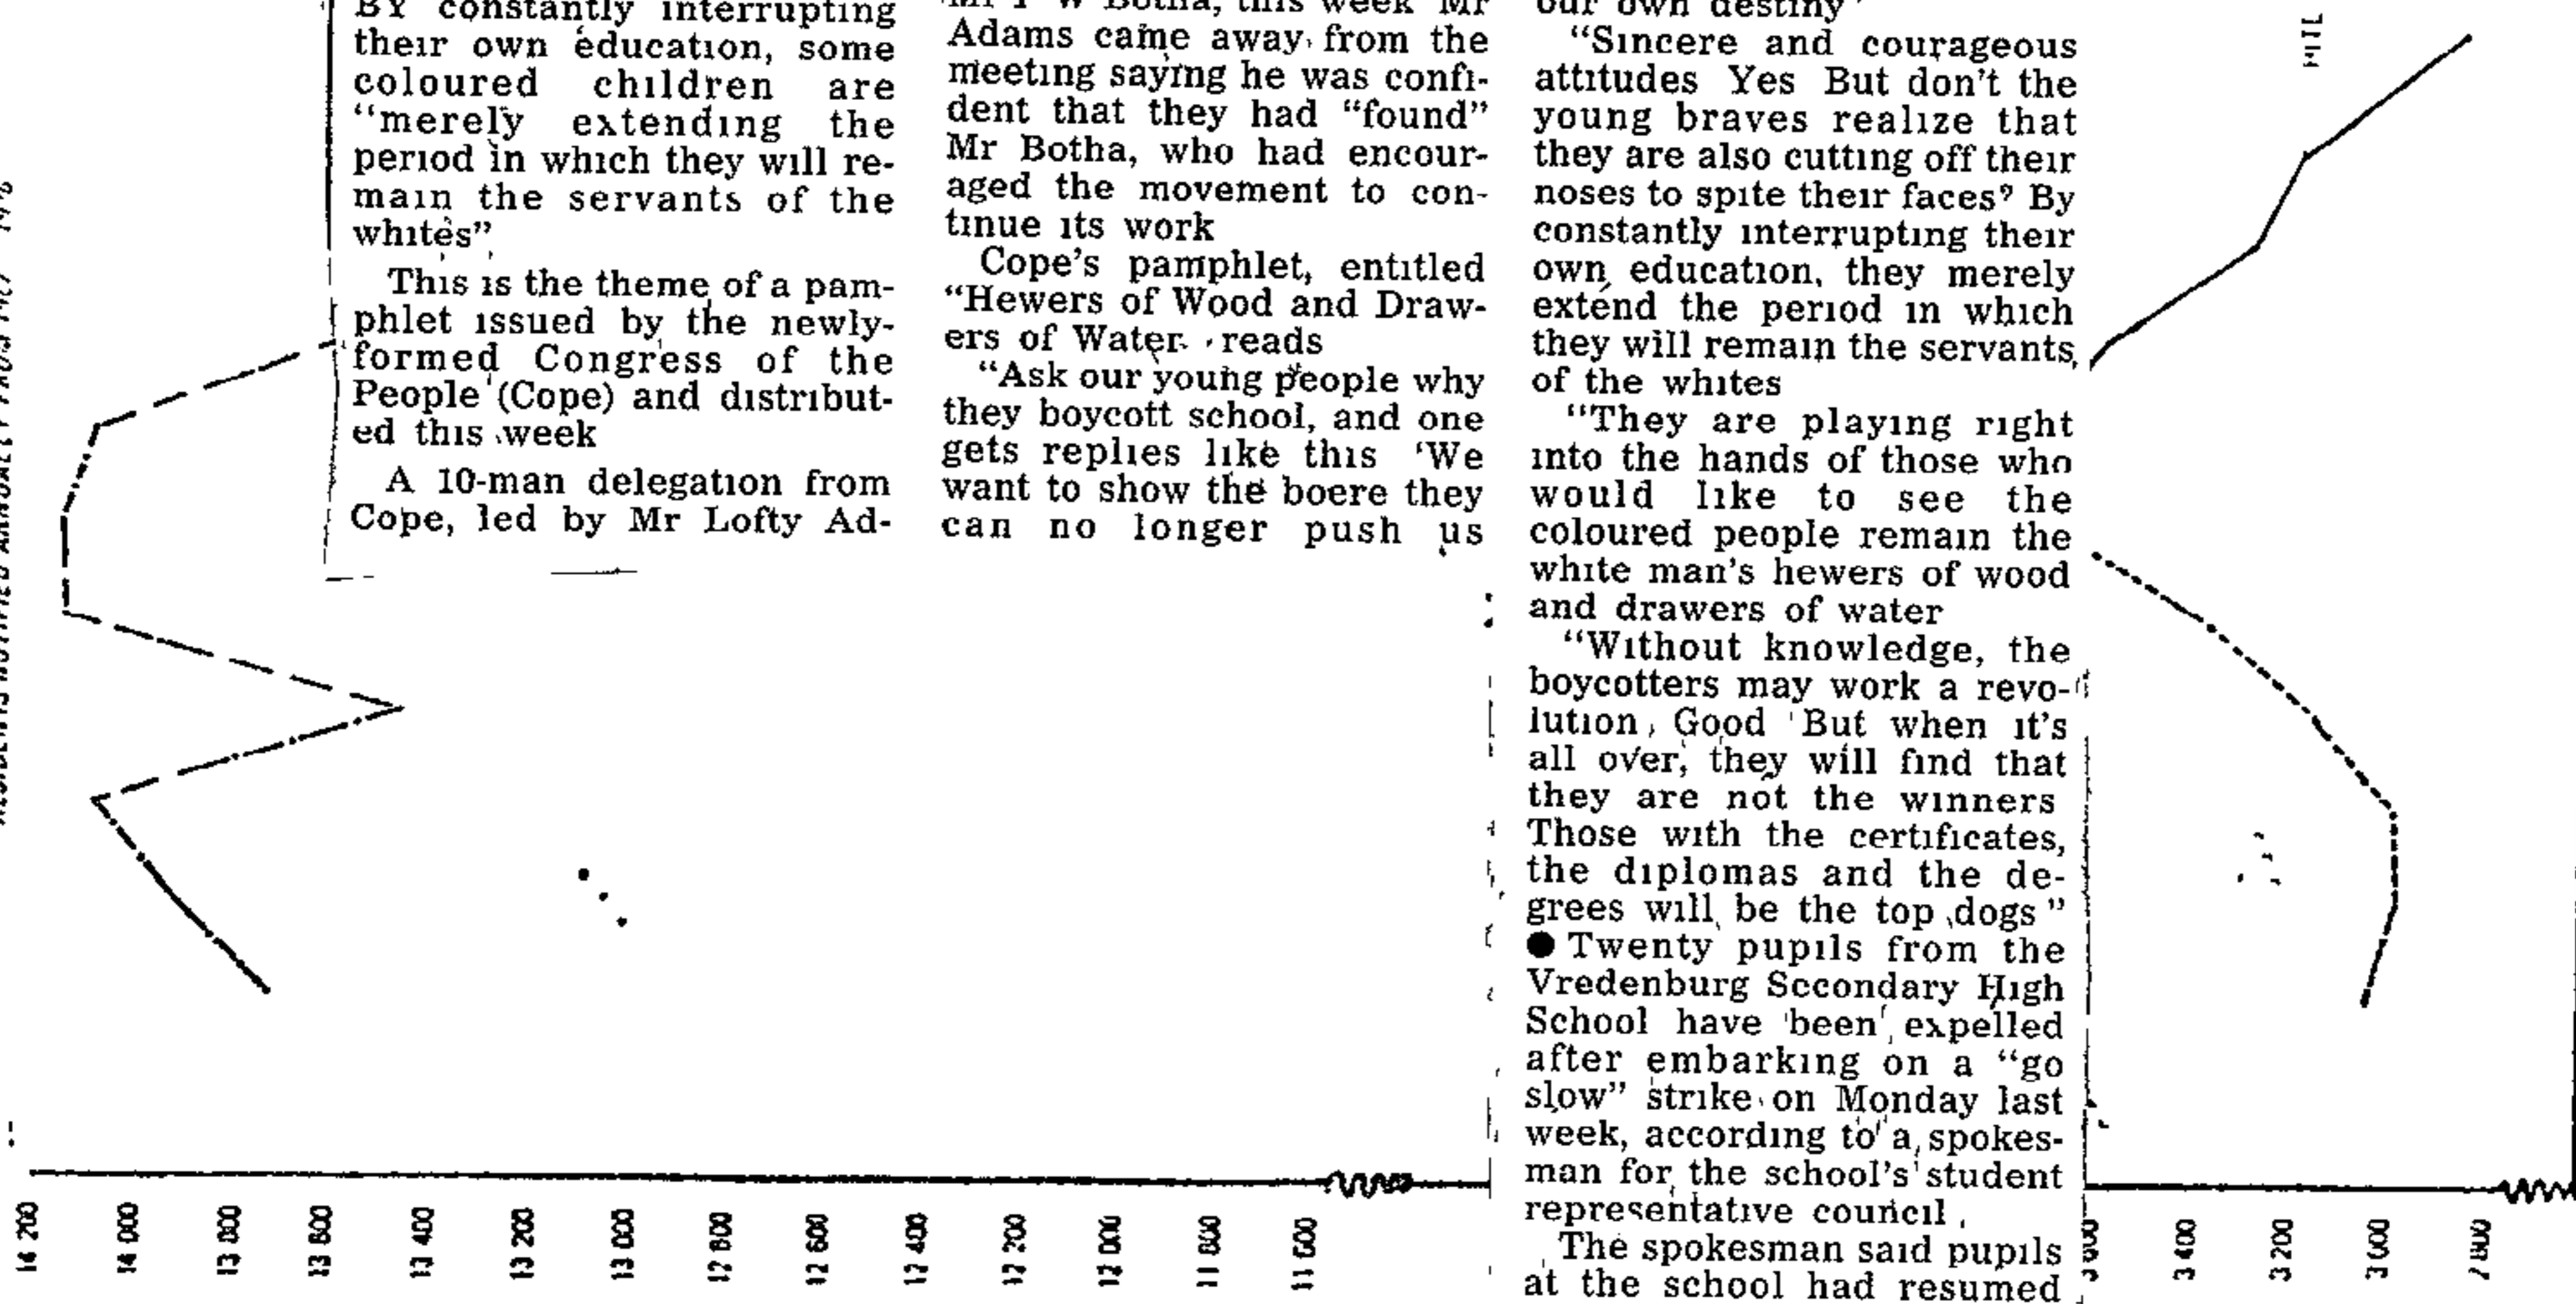 BY constantly interrupting
their own education, some
coloured children are
“merely extending the
period in which they will re-
main the servants of the
whites”
This is the theme of a pam-
phlet issued by the newly-
formed Congress of the
People (Cope) and distribut-
ed this week
A 10-man delegation from
Cope, led by Mr Lofty Ad-
Mr P W Botha, this week Mr
Adams came away from the
meeting saying he was confi-
dent that they had “found”
Mr Botha, who had encour-
aged the movement to con-
tinue its work
Cope's pamphlet, entitled
“Hewers of Wood and Draw-
ers of Water reads
“Ask our young people why
they boycott school, and one
gets replies like this ‘We
want to show the boere they
can no longer push us
our own destiny’
“Sincere and courageous
attitudes Yes But don't the
young braves realize that
they are also cutting off their
noses to spite their faces? By
constantly interrupting their
own education, they merely
extend the period in which
they will remain the servants
of the whites
“They are playing right
into the hands of those who
would like to see the
coloured people remain the
white man's hewers of wood
and drawers of water
“Without knowledge, the
boycotters may work a revo-
lution, Good But when it's
all over, they will find that
they are not the winners
Those with the certificates,
the diplomas and the de-
grees will be the top dogs”
● Twenty pupils from the
Vredenburg Secondary High
School have been expelled
after embarking on a “go
slow” strike on Monday last
week, according to a spokes-
man for the school's student
representative council
The spokesman said pupils
at the school had resumed
14 200
14 000
13 800
13 600
13 400
13 200
13 000
12 800
12 600
12 400
12 200
12 000
11 800
11 600
3 600
3 400
3 200
3 000
2 800